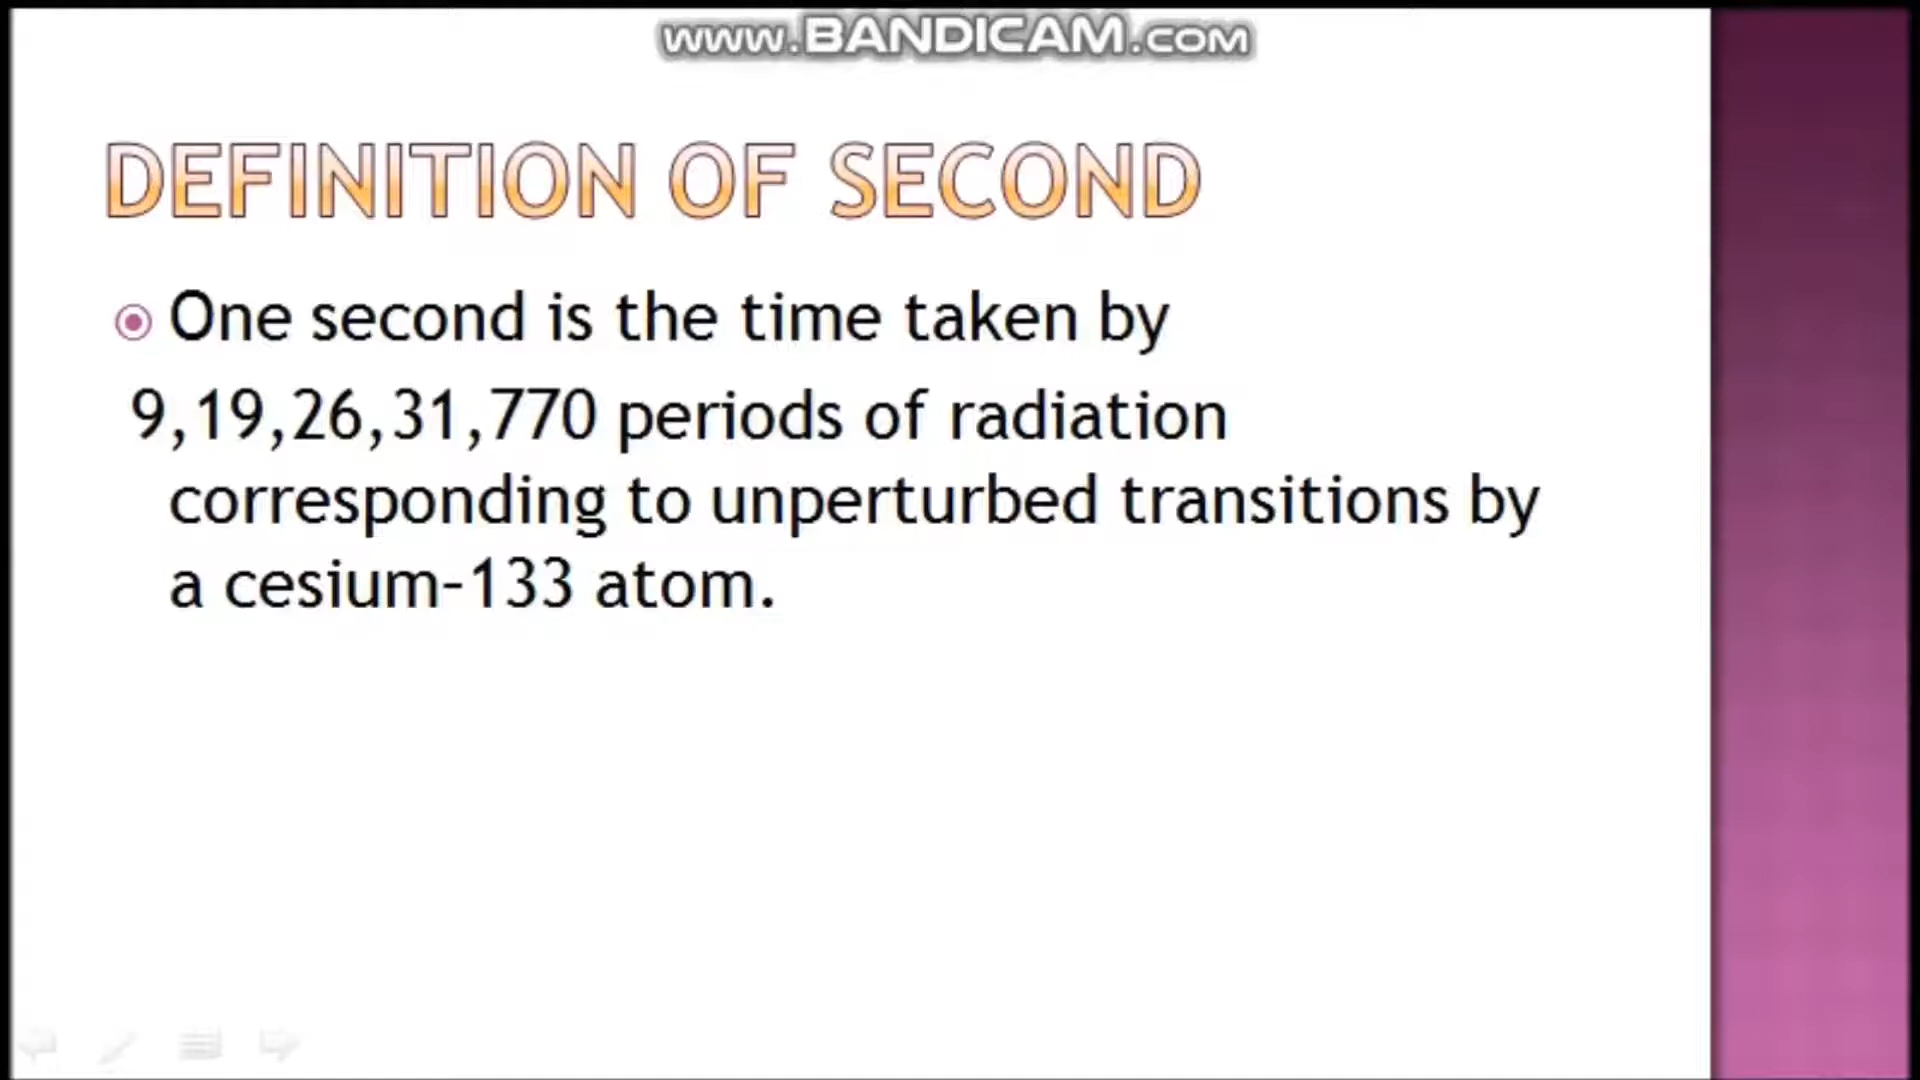 www.BANDICAM.com
DEFINITION OF SECOND
One second is the time taken by
9,19,26,31,770 periods of radiation
corresponding to unperturbed transitions by
a cesium-133 atom.